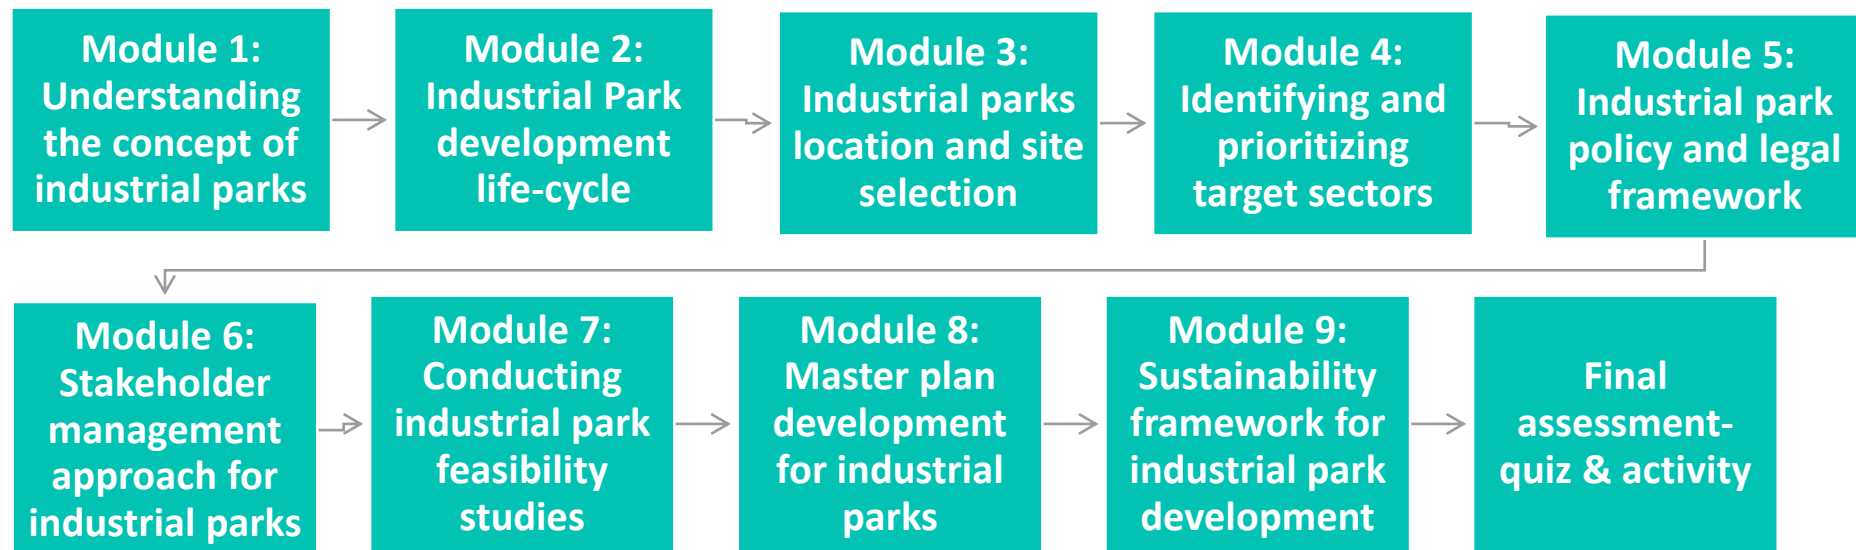 Module 1:
Understanding
the concept of
industrial parks
Module 2:
Industrial Park
development
life-cycle
Module 3:
Industrial parks
location and site
selection
Module 4:
Identifying and
prioritizing
target sectors
Module 5:
Industrial park
policy and legal
framework
Module 6:
Stakeholder
management
approach for
industrial parks
Module 7:
Conducting
industrial park
feasibility
studies
Module 8:
Master plan
development
for industrial
parks
Module 9:
Sustainability
framework for
industrial park
development
Final
assessment-
quiz & activity